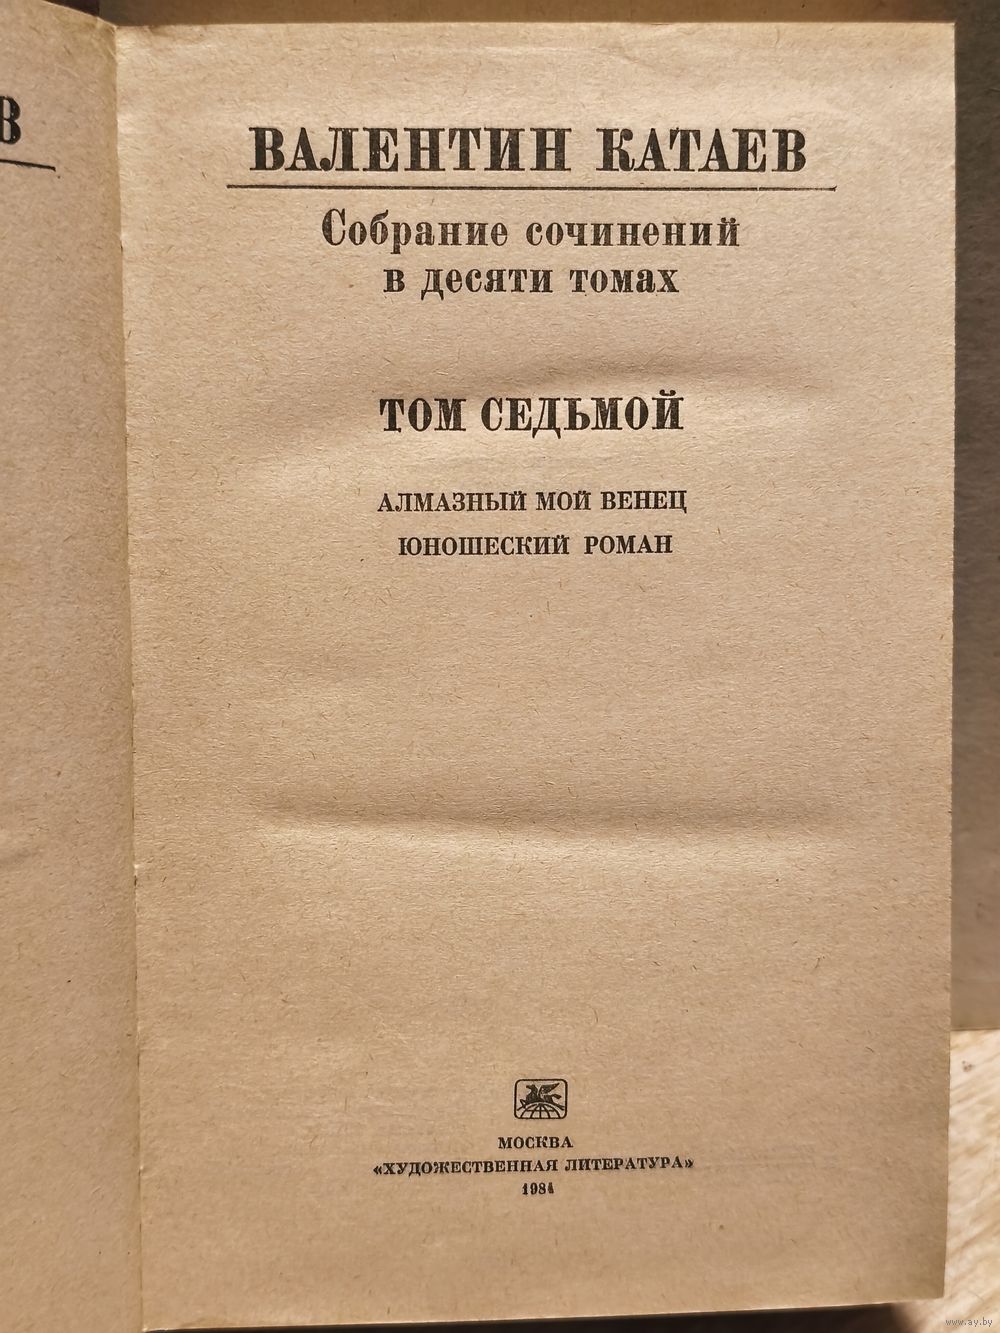 В
ВАЛЕНТИН КАТАЕВ
Собрание сочинений
в десяти томах
ТОМ СЕДЬМОЙ
АЛМАЗНЫЙ МОЙ ВЕНЕЦ
ЮНОШЕСКИЙ РОМАН
МОСКВА
«ХУДОЖЕСТВЕННАЯ ЛИТЕРАТУРА»
1984
www.ay.by